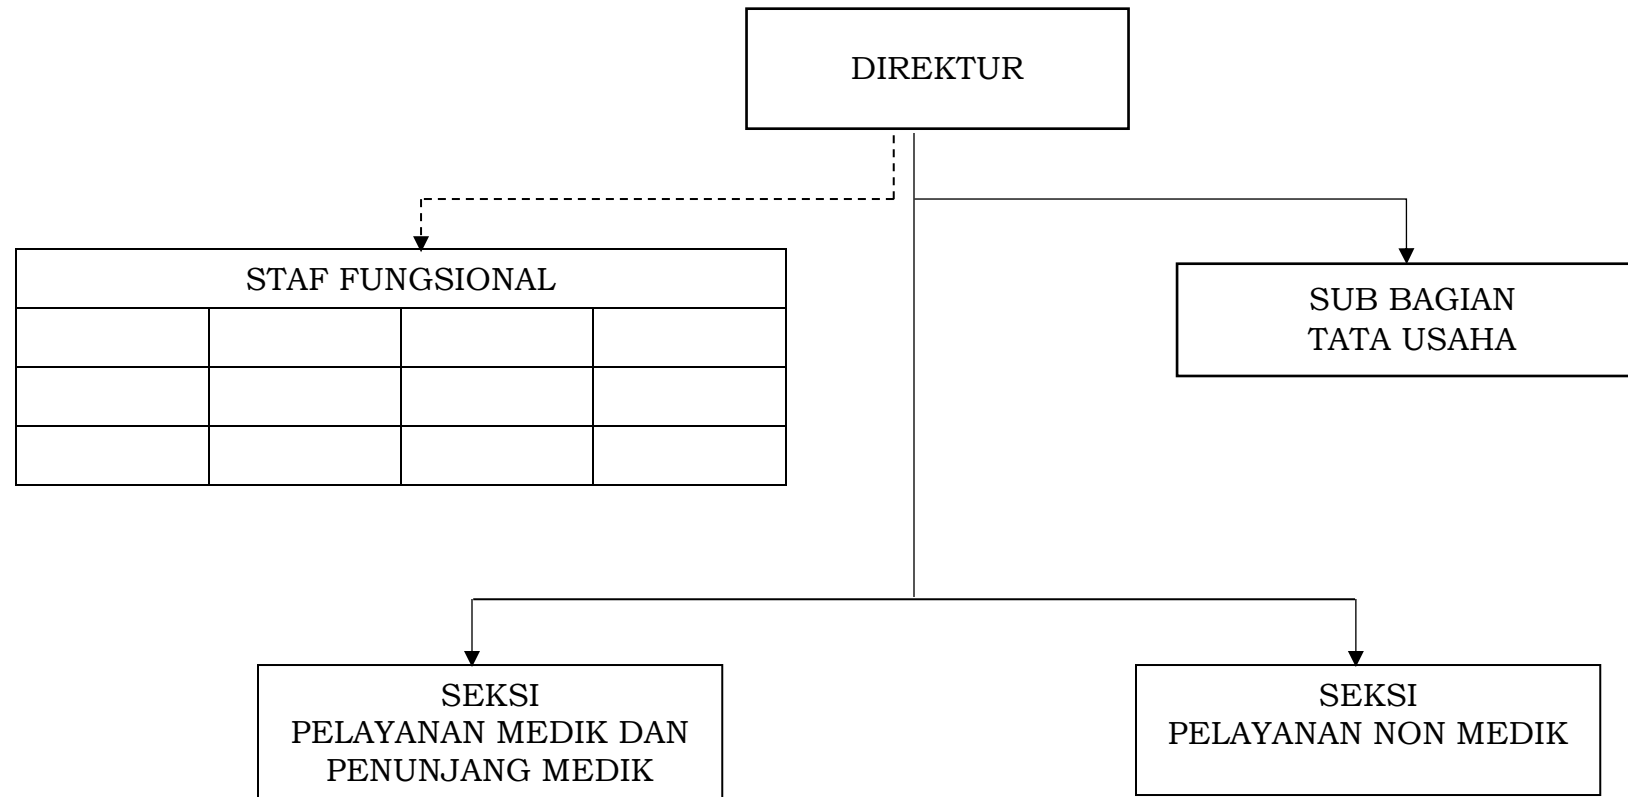 DIREKTUR
STAF FUNGSIONAL
SUB BAGIAN
TATA USAHA
SEKSI
PELAYANAN MEDIK DAN
PENUNJANG MEDIK
SEKSI
PELAYANAN NON MEDIK